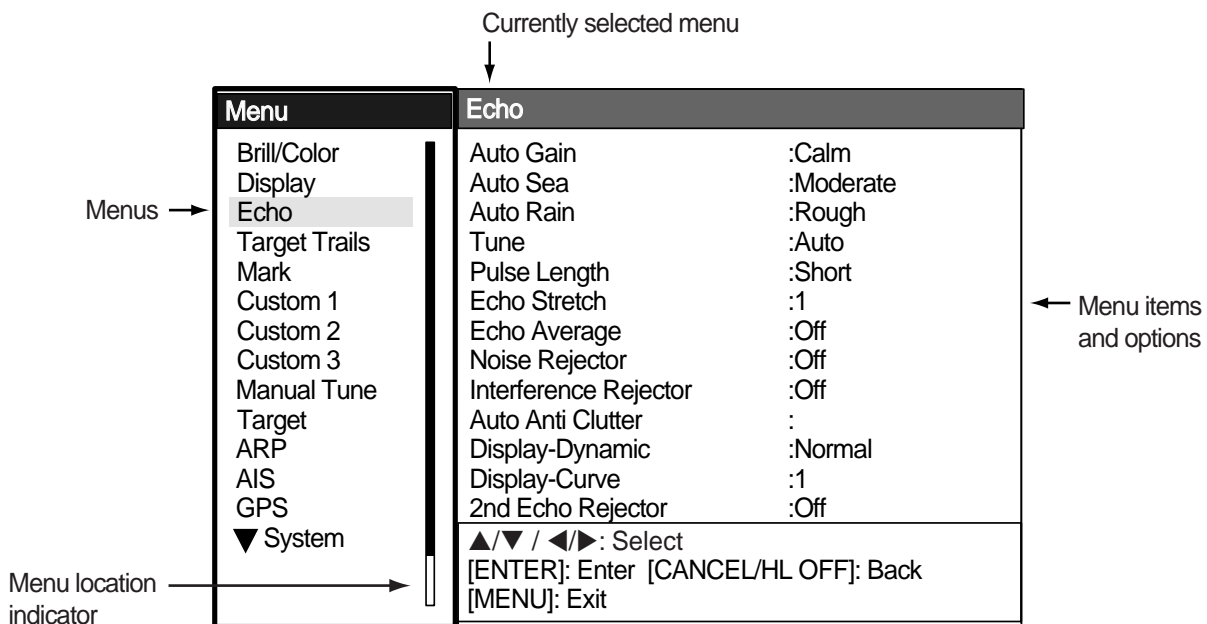 Currently selected menu
Menu
Echo
Menus
Brill/Color
Display
Echo
Target Trails
Mark
Custom 1
Custom 2
Custom 3
Manual Tune
Target
ARP
AIS
GPS
▼ System
Auto Gain :Calm
Auto Sea :Moderate
Auto Rain :Rough
Tune :Auto
Pulse Length :Short
Echo Stretch :1
Echo Average :Off
Noise Rejector :Off
Interference Rejector :Off
Auto Anti Clutter :
Display-Dynamic :Normal
Display-Curve :1
2nd Echo Rejector :Off
▲/▼ / ◀/▶: Select
[ENTER]: Enter [CANCEL/HL OFF]: Back
[MENU]: Exit
Menu items
and options
Menu location
indicator